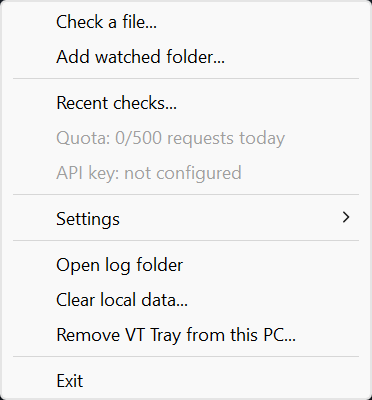 Check a file...
Add watched folder...
Recent checks...
Quota: 0/500 requests today
API key: not configured
Settings
Open log folder
Clear local data...
Remove VT Tray from this PC...
Exit